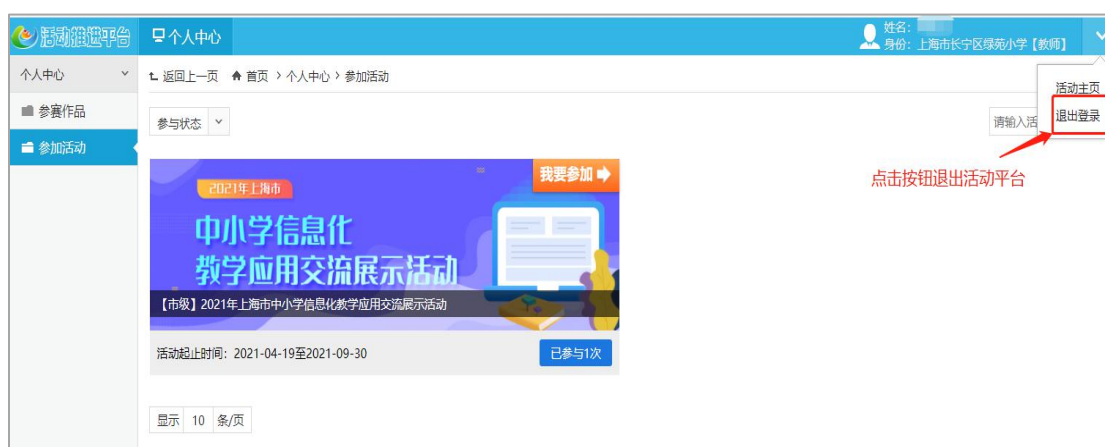 活动推进平台
个人中心
姓名：
身份：上海市长宁区绿苑小学【教师】
个人中心
返回上一页 首页 > 个人中心 > 参加活动
活动主页
参赛作品
参与状态
请输入活
退出登录
参加活动
我要参加
点击按钮退出活动平台
2021年上海市
中小学信息化
教学应用交流展示活动
【市级】2021年上海市中小学信息化教学应用交流展示活动
活动起止时间：2021-04-19至2021-09-30
已参与1次
显示 10 条/页